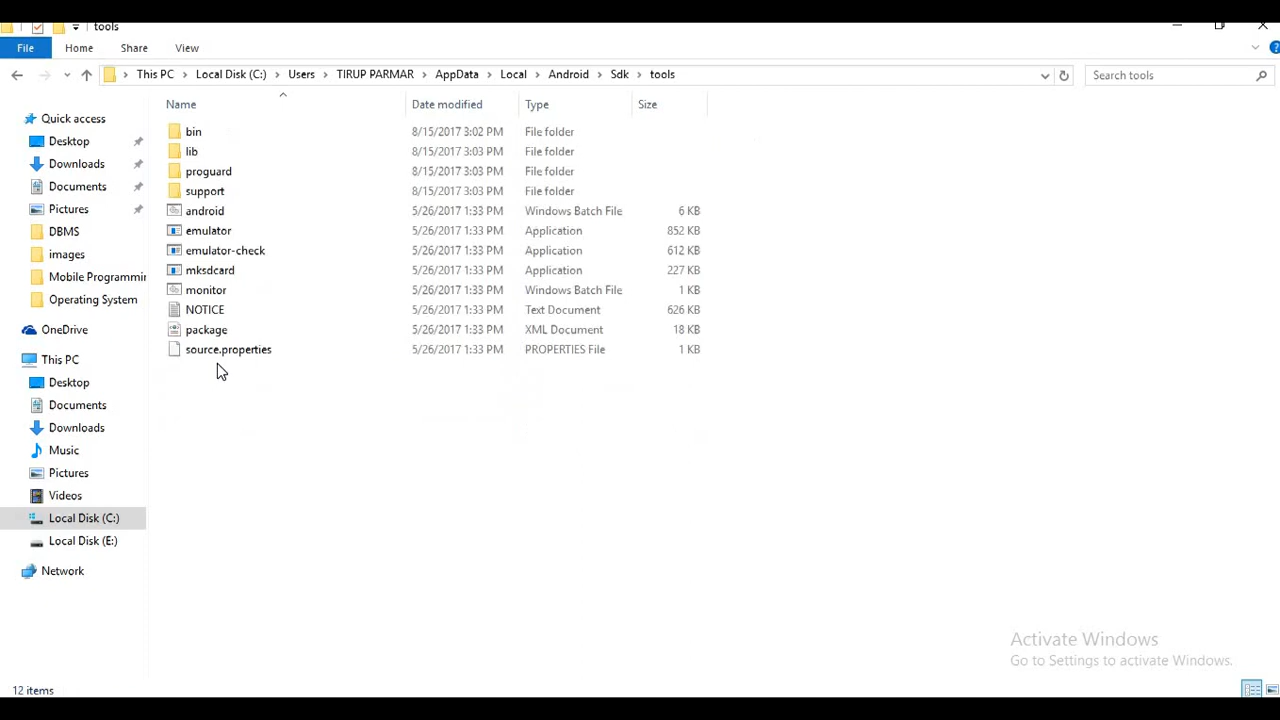 tools
File Home Share View
This PC Local Disk (C:) Users TIRUP PARMAR AppData Local Android Sdk tools
Search tools
Name Date modified Type Size
Quick access
Desktop
Downloads
Documents
Pictures
DBMS
images
Mobile Programmin
Operating System
OneDrive
This PC
Desktop
Documents
Downloads
Music
Pictures
Videos
Local Disk (C:)
Local Disk (E:)
Network
bin 8/15/2017 3:02 PM File folder
lib 8/15/2017 3:03 PM File folder
proguard 8/15/2017 3:03 PM File folder
support 8/15/2017 3:03 PM File folder
android 5/26/2017 1:33 PM Windows Batch File 6 KB
emulator 5/26/2017 1:33 PM Application 852 KB
emulator-check 5/26/2017 1:33 PM Application 612 KB
mksdcard 5/26/2017 1:33 PM Application 227 KB
monitor 5/26/2017 1:33 PM Windows Batch File 1 KB
NOTICE 5/26/2017 1:33 PM Text Document 626 KB
package 5/26/2017 1:33 PM XML Document 18 KB
source.properties 5/26/2017 1:33 PM PROPERTIES File 1 KB
Activate Windows
Go to Settings to activate Windows.
12 items